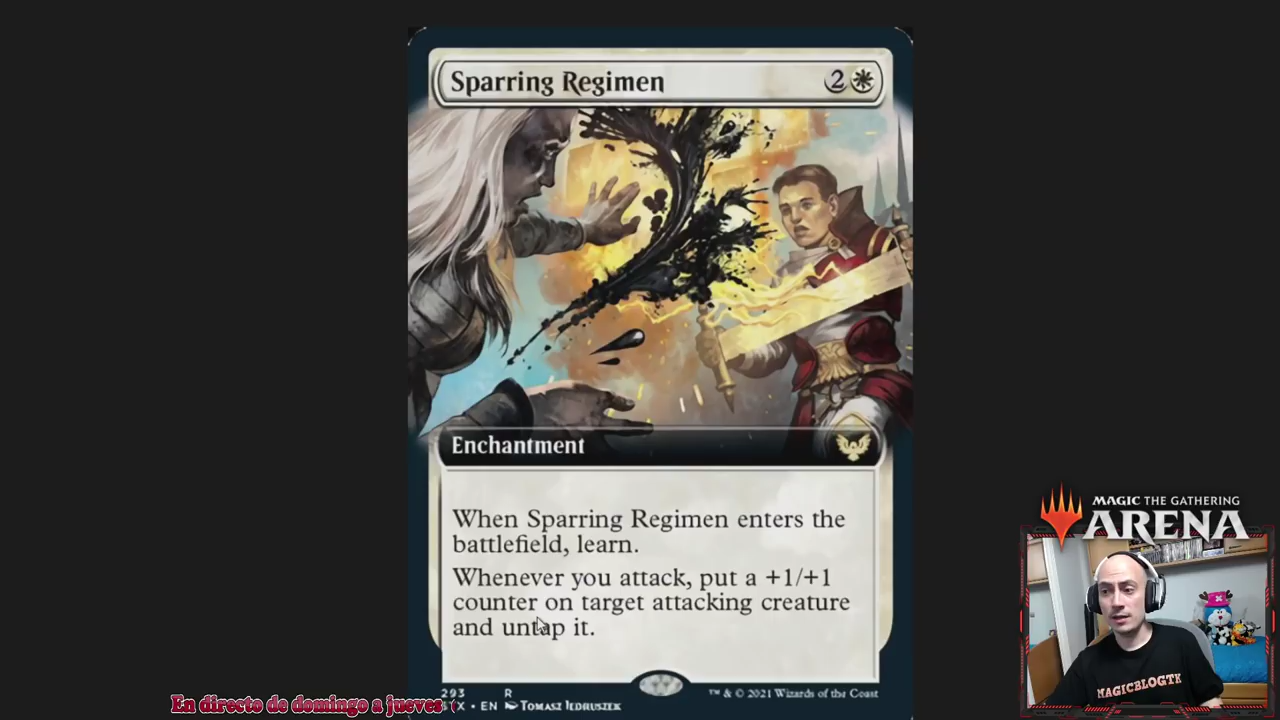 Sparring Regimen 2
Enchantment
When Sparring Regimen enters the
battlefield, learn.
Whenever you attack, put a +1/+1
counter on target attacking creature
and untap it.
293 R
X • EN TOMASZ JEDRUSZEK
™ & © 2021 Wizards of the Coast
En directo de domingo a jueves (
MAGIC THE GATHERING
ARENA
MAGICBLOGTK